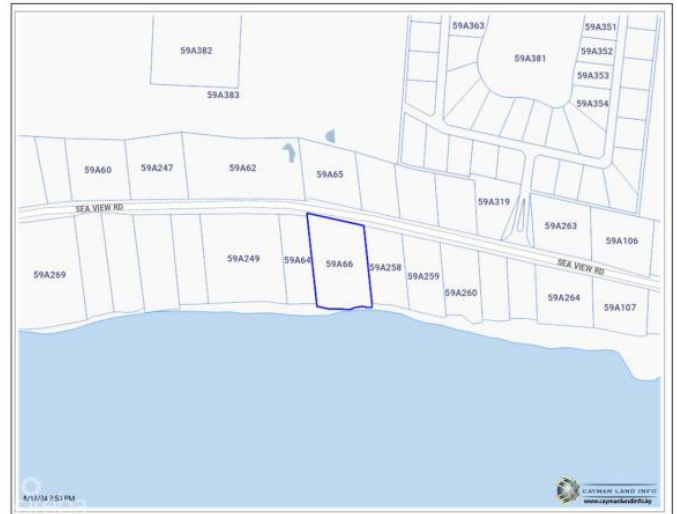 59A363
59A351
59A382
59A381
59A352
59A353
59A383
59A354
59A60
59A247
59A62
59A65
59A319
SEA VIEW RD
59A263
59A106
59A269
59A249
59A64
59A66
59A258
59A259
59A260
SEA VIEW RD
59A264
59A107
CAYMAN LAND INFO
www.caymanlandinfo.ky